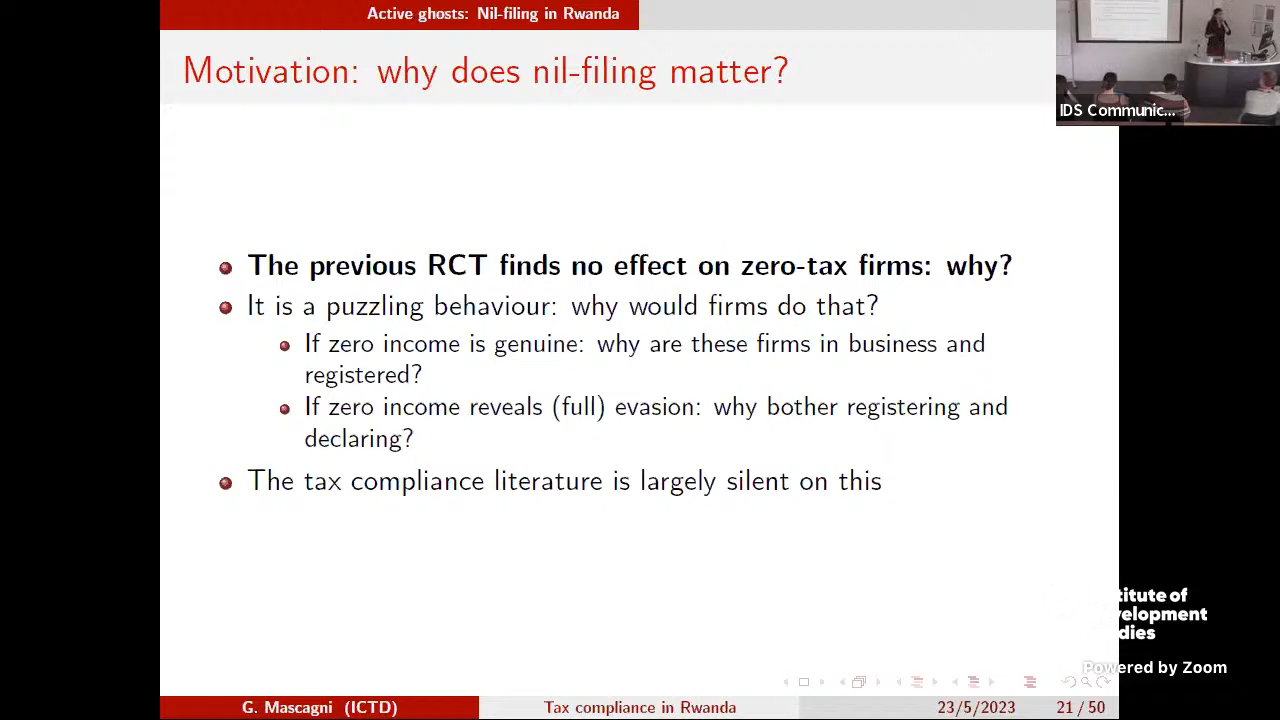 Active ghosts: Nil-filing in Rwanda
Motivation: why does nil-filing matter?
IDS Communic...
The previous RCT finds no effect on zero-tax firms: why?
It is a puzzling behaviour: why would firms do that?
If zero income is genuine: why are these firms in business and
registered?
If zero income reveals (full) evasion: why bother registering and
declaring?
The tax compliance literature is largely silent on this
titute of
velopment
dies
Powered by Zoom
G. Mascagni (ICTD)
Tax compliance in Rwanda
23/5/2023
21 / 50